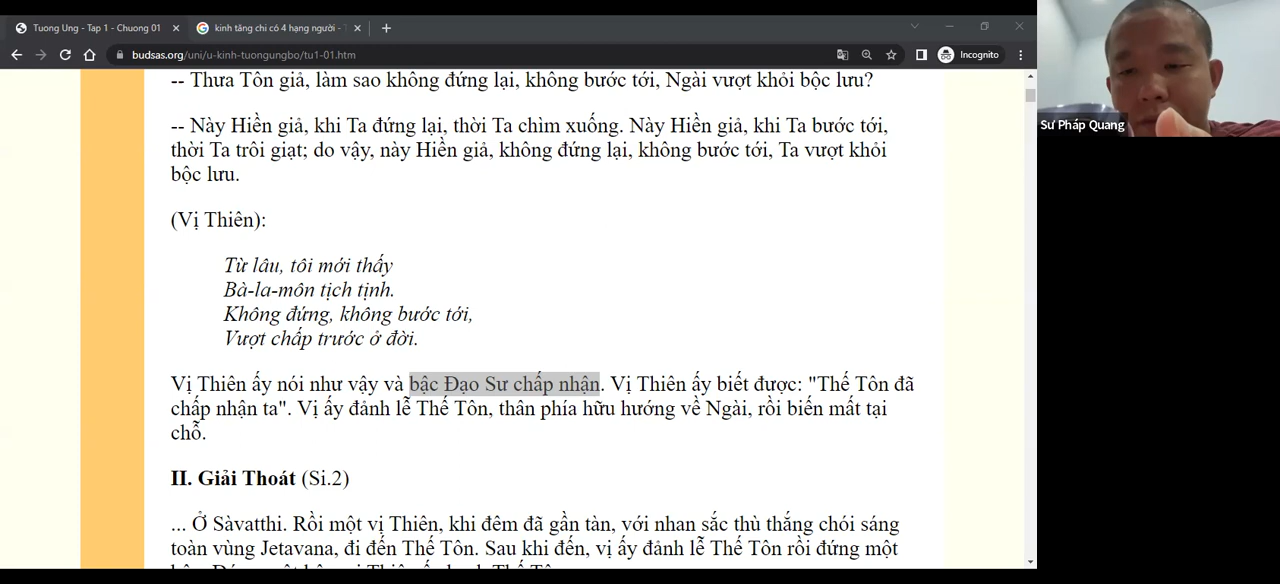 Tuong Ung - Tap 1 - Chuong 01
kinh tăng chi có 4 hạng người -
budsas.org/uni/u-kinh-tuongungbo/tu1-01.htm
Incognito
-- Thưa Tôn giả, làm sao không đứng lại, không bước tới, Ngài vượt khỏi bộc lưu?
-- Này Hiền giả, khi Ta đứng lại, thời Ta chìm xuống. Này Hiền giả, khi Ta bước tới,
thời Ta trôi giạt; do vậy, này Hiền giả, không đứng lại, không bước tới, Ta vượt khỏi
bộc lưu.
(Vị Thiên):
Từ lâu, tôi mới thấy
Bà-la-môn tịch tịnh.
Không đứng, không bước tới,
Vượt chấp trước ở đời.
Vị Thiên ấy nói như vậy và bậc Đạo Sư chấp nhận. Vị Thiên ấy biết được: "Thế Tôn đã
chấp nhận ta". Vị ấy đảnh lễ Thế Tôn, thân phía hữu hướng về Ngài, rồi biến mất tại
chỗ.
II. Giải Thoát (Si.2)
... Ở Sàvatthi. Rồi một vị Thiên, khi đêm đã gần tàn, với nhan sắc thù thắng chói sáng
toàn vùng Jetavana, đi đến Thế Tôn. Sau khi đến, vị ấy đảnh lễ Thế Tôn rồi đứng một
Sư Pháp Quang